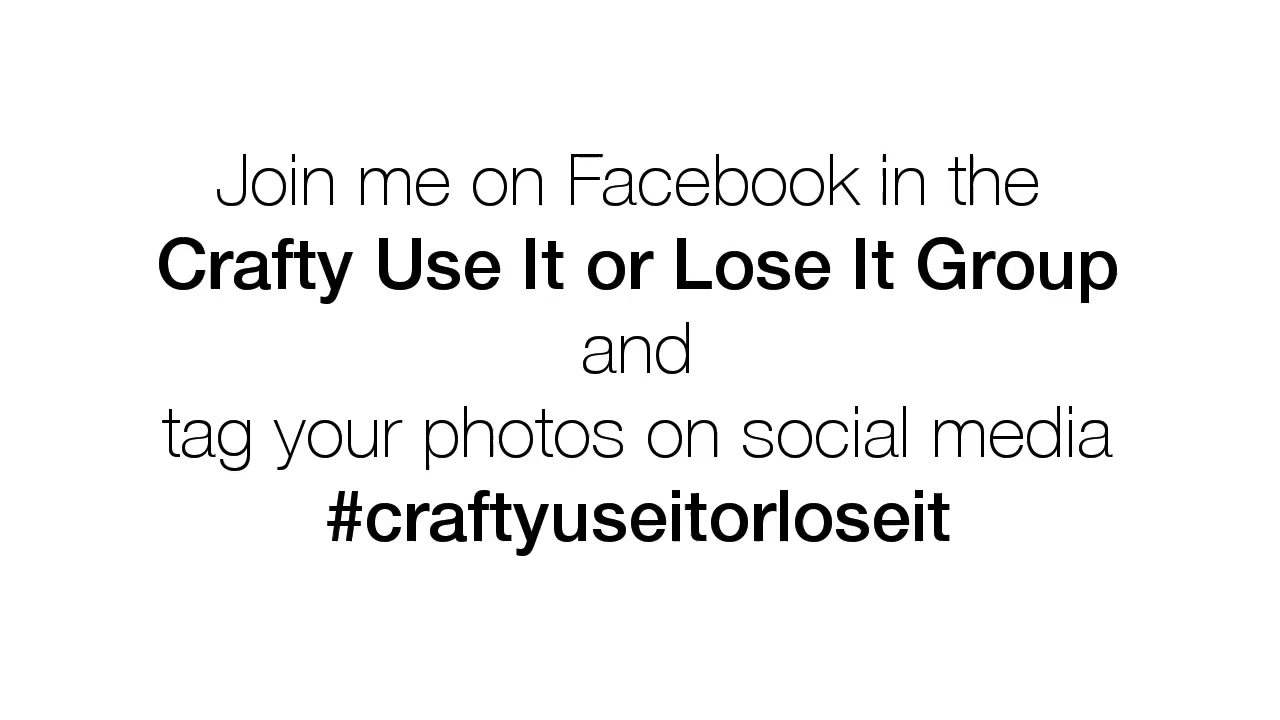 Join me on Facebook in the
Crafty Use It or Lose It Group
and
tag your photos on social media
#craftyuseitorloseit